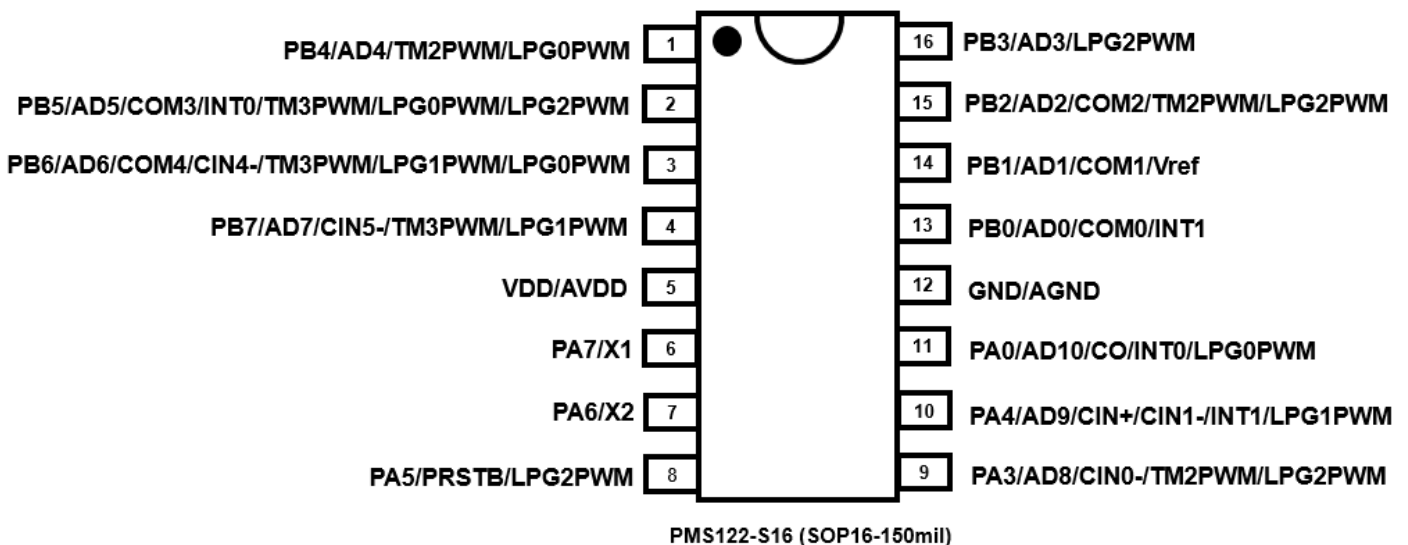 PB4/AD4/TM2PWM/LPG0PWM 1
PB5/AD5/COM3/INT0/TM3PWM/LPG0PWM/LPG2PWM 2
PB6/AD6/COM4/CIN4-/TM3PWM/LPG1PWM/LPG0PWM 3
PB7/AD7/CIN5-/TM3PWM/LPG1PWM 4
VDD/AVDD 5
PA7/X1 6
PA6/X2 7
PA5/PRSTB/LPG2PWM 8
16 PB3/AD3/LPG2PWM
15 PB2/AD2/COM2/TM2PWM/LPG2PWM
14 PB1/AD1/COM1/Vref
13 PB0/AD0/COM0/INT1
12 GND/AGND
11 PA0/AD10/CO/INT0/LPG0PWM
10 PA4/AD9/CIN+/CIN1-/INT1/LPG1PWM
9 PA3/AD8/CIN0-/TM2PWM/LPG2PWM
PMS122-S16 (SOP16-150mil)